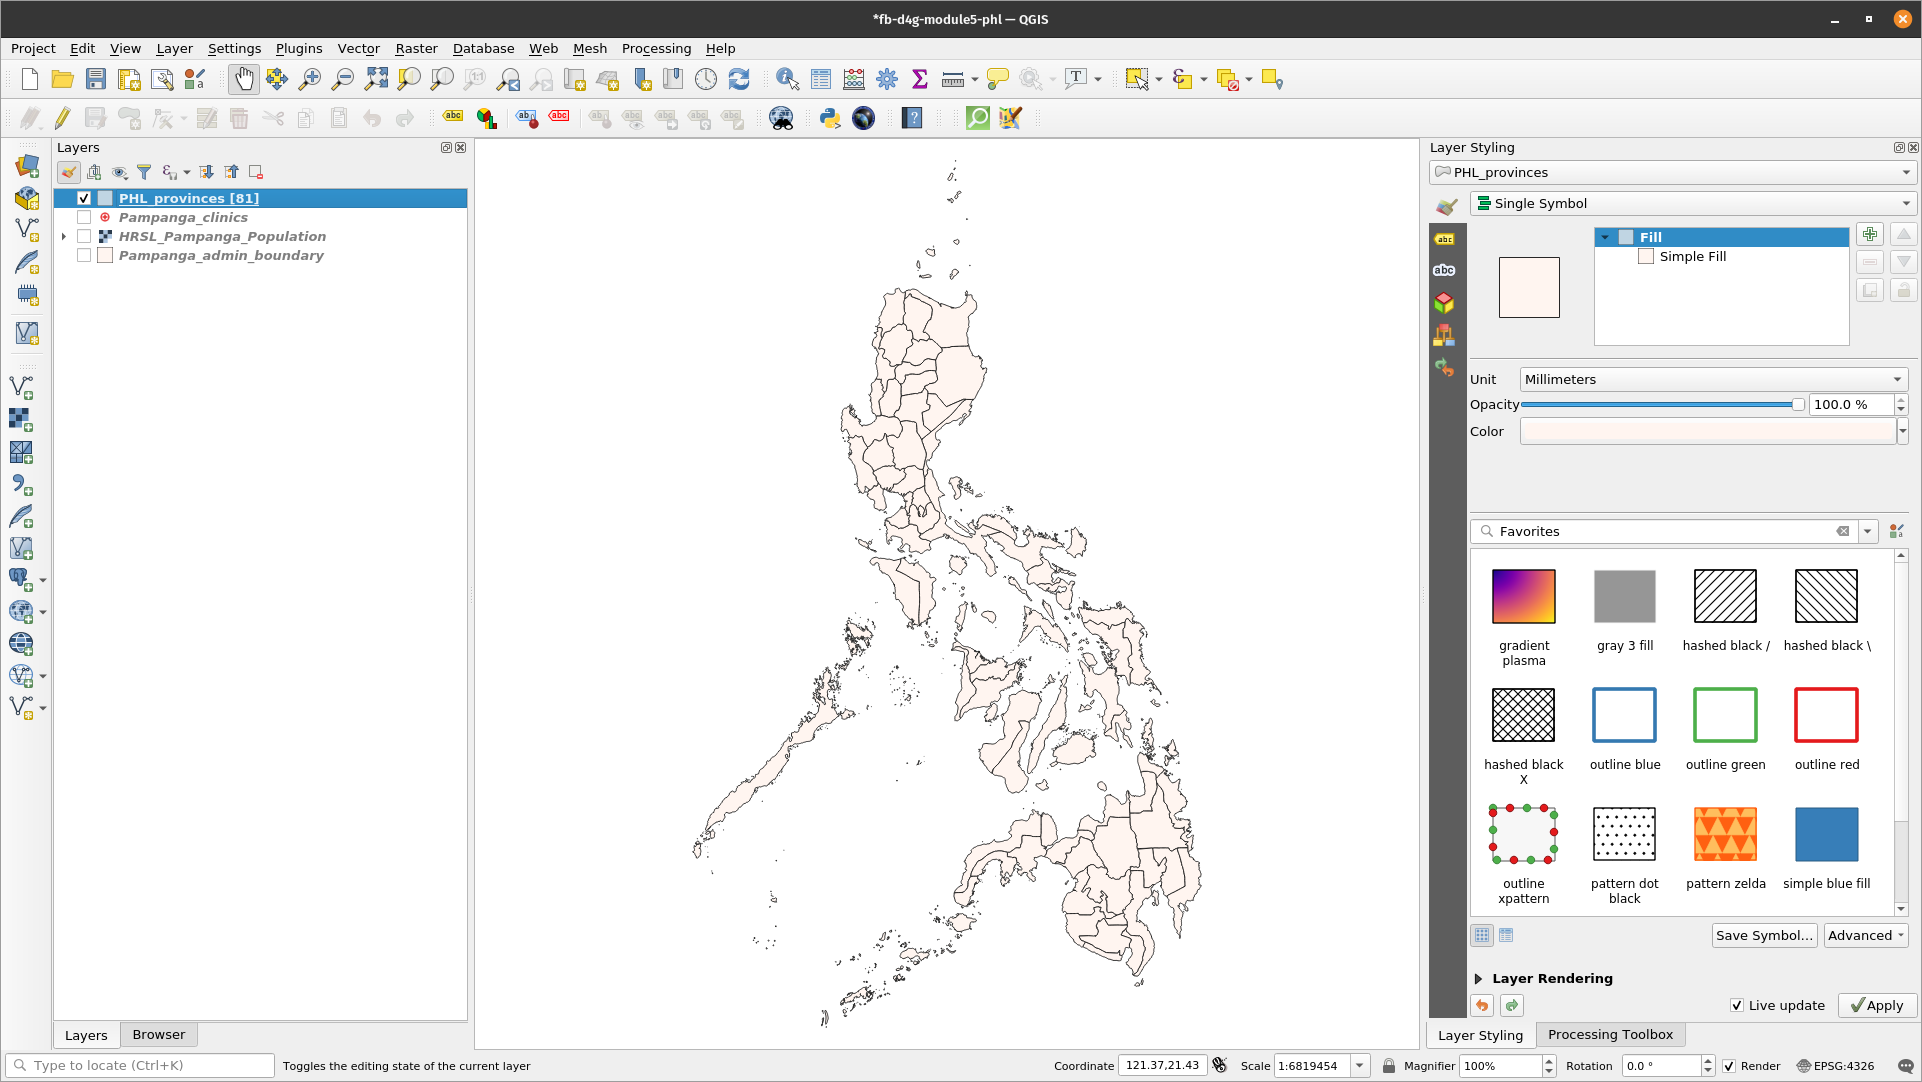 *fb-d4g-module5-phl — QGIS
Project Edit View Layer Settings Plugins Vector Raster Database Web Mesh Processing Help
Layers
PHL_provinces [81]
Pampanga_clinics
HRSL_Pampanga_Population
Pampanga_admin_boundary
Layers Browser
Layer Styling
PHL_provinces
Single Symbol
Fill
Simple Fill
Unit Millimeters
Opacity 100.0 %
Color
Favorites
gradient plasma
gray 3 fill
hashed black /
hashed black \
hashed black X
outline blue
outline green
outline red
outline xpattern
pattern dot black
pattern zelda
simple blue fill
Save Symbol... Advanced
Layer Rendering
Live update Apply
Layer Styling Processing Toolbox
Type to locate (Ctrl+K) Toggles the editing state of the current layer Coordinate 121.37,21.43 Scale 1:6819454 Magnifier 100% Rotation 0.0 ° Render EPSG:4326